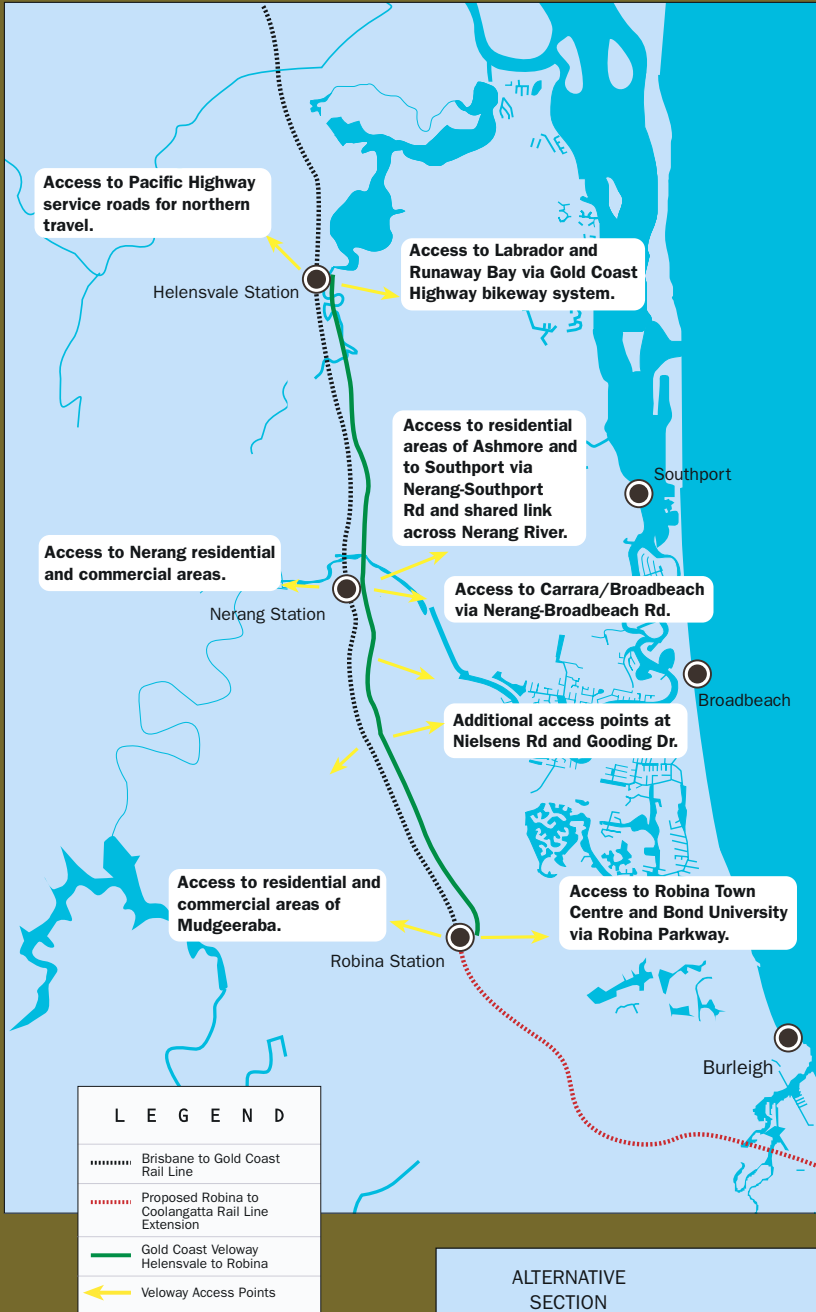 Access to Pacific Highway
service roads for northern
travel.
Access to Labrador and
Runaway Bay via Gold Coast
Highway bikeway system.
Helensvale Station
Access to residential
areas of Ashmore and
to Southport via
Nerang-Southport
Rd and shared link
across Nerang River.
Southport
Access to Nerang residential
and commercial areas.
Access to Carrara/Broadbeach
via Nerang-Broadbeach Rd.
Nerang Station
Broadbeach
Additional access points at
Nielsens Rd and Gooding Dr.
Access to residential and
commercial areas of
Mudgeeraba.
Access to Robina Town
Centre and Bond University
via Robina Parkway.
Robina Station
Burleigh
LEGEND
Brisbane to Gold Coast
Rail Line
Proposed Robina to
Coolangatta Rail Line
Extension
Gold Coast Veloway
Helensvale to Robina
Veloway Access Points
ALTERNATIVE
SECTION